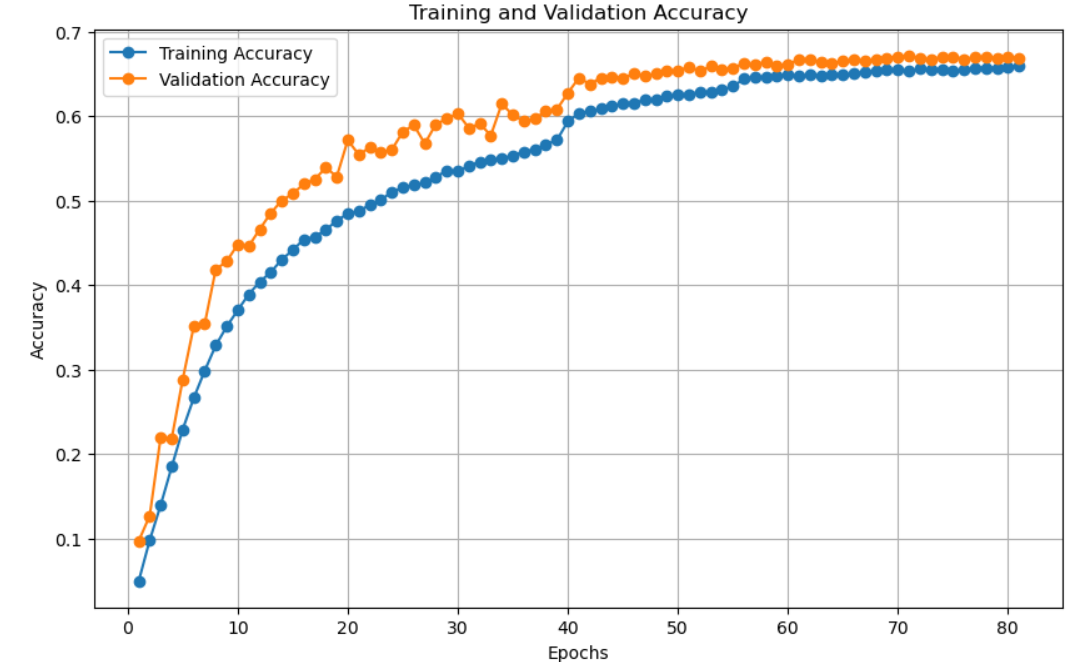 Training and Validation Accuracy
Training Accuracy
Validation Accuracy
0.7
0.6
0.5
0.4
0.3
0.2
0.1
Accuracy
0 10 20 30 40 50 60 70 80
Epochs